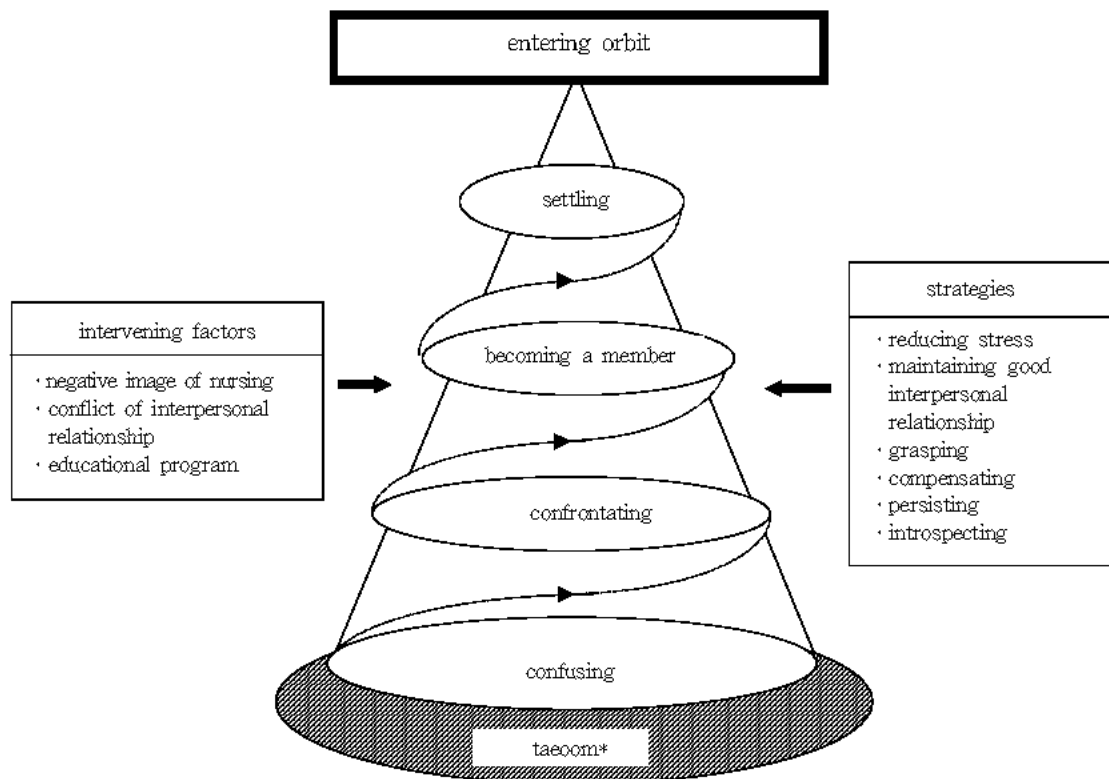 entering orbit
settling
becoming a member
confrontating
confusing
taeoom*
intervening factors
· negative image of nursing
· conflict of interpersonal
relationship
· educational program
strategies
· reducing stress
· maintaining good
interpersonal
relationship
· grasping
· compensating
· persisting
· introspecting